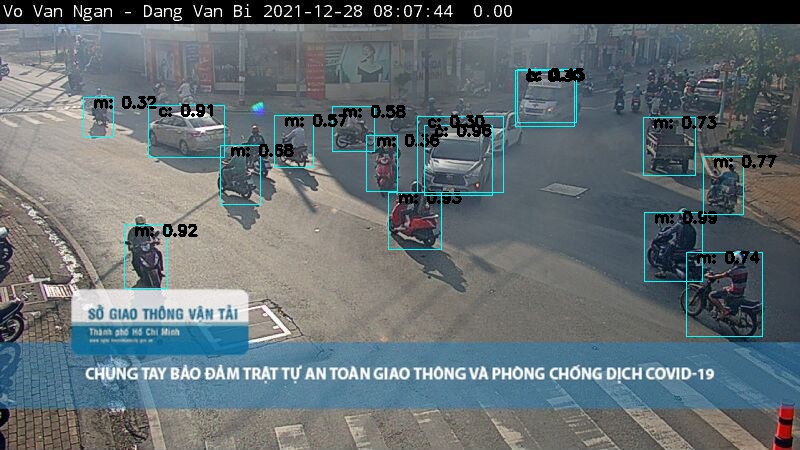 Vo Van Ngan - Dang Van Bi 2021-12-28 08:07:44 0.00
m: 0.32
c: 0.91
m: 0.57
m: 0.58
m: 0.68
c: 0.30
c: 0.96
m: 0.73
m: 0.77
m: 0.93
m: 0.92
m: 0.74
SỞ GIAO THÔNG VẬN TẢI
Thành phố Hồ Chí Minh
CHUNG TAY BẢO ĐẢM TRẬT TỰ AN TOÀN GIAO THÔNG VÀ PHÒNG CHỐNG DỊCH COVID-19